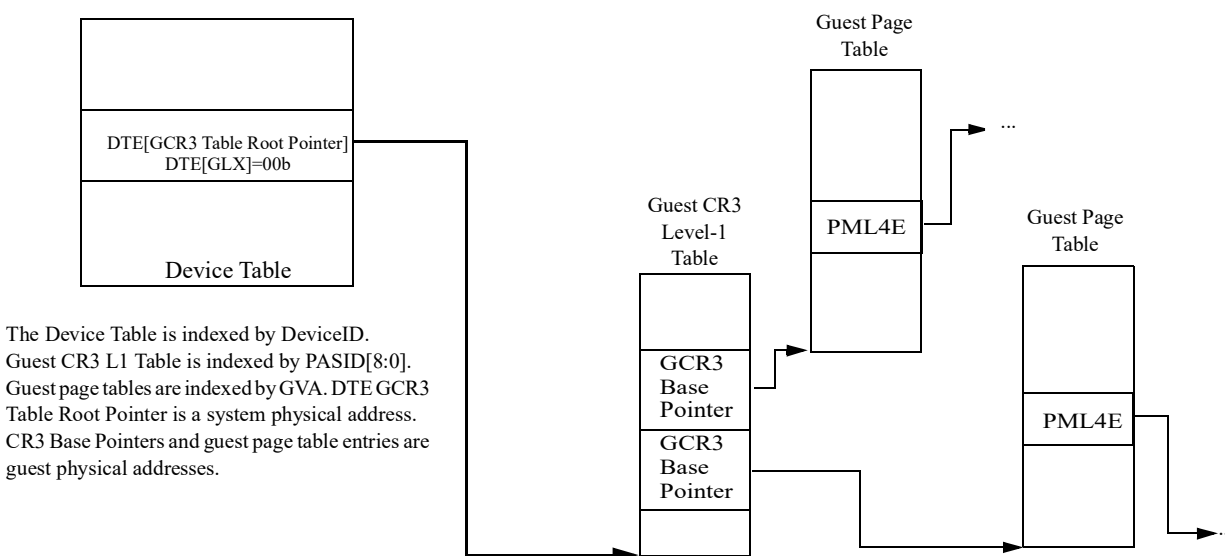 DTE[GCR3 Table Root Pointer]
DTE[GLX]=00b
Device Table
The Device Table is indexed by DeviceID.
Guest CR3 L1 Table is indexed by PASID[8:0].
Guest page tables are indexed by GVA. DTE GCR3
Table Root Pointer is a system physical address.
CR3 Base Pointers and guest page table entries are
guest physical addresses.
Guest CR3
Level-1
Table
GCR3
Base
Pointer
GCR3
Base
Pointer
Guest Page
Table
PML4E
...
Guest Page
Table
PML4E
..